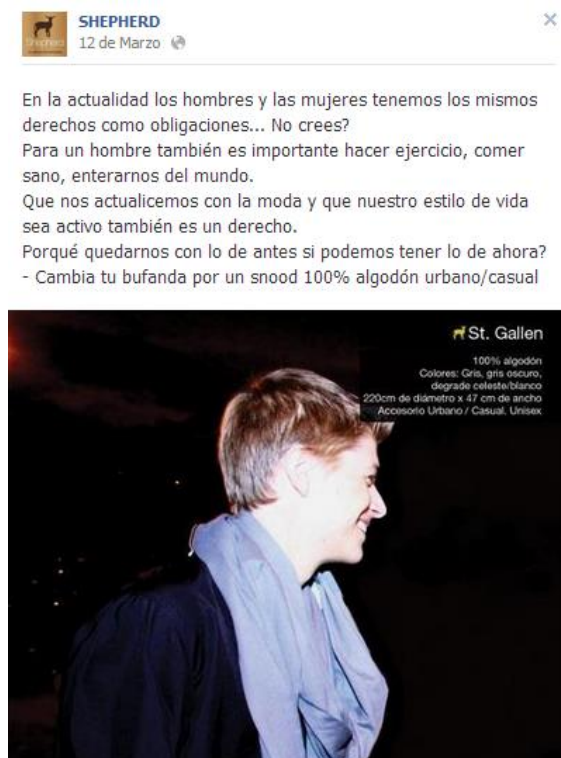 SHEPHERD
12 de Marzo
En la actualidad los hombres y las mujeres tenemos los mismos
derechos como obligaciones... No crees?
Para un hombre también es importante hacer ejercicio, comer
sano, enterarnos del mundo.
Que nos actualicemos con la moda y que nuestro estilo de vida
sea activo también es un derecho.
Porqué quedarnos con lo de antes si podemos tener lo de ahora?
- Cambia tu bufanda por un snood 100% algodón urbano/casual
St. Gallen
100% algodón
Colores: Gris, gris oscuro,
degrade celeste/blanco
220cm de diámetro x 47 cm de ancho
Accesorio Urbano / Casual, Unisex